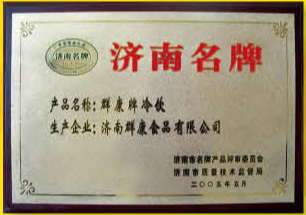 济南名牌
济南名牌
产品名称：群康牌冷饮
生产企业：济南群康食品有限公司
济南市名牌产品评审委员会
济南市质量技术监督局
二〇〇五年五月